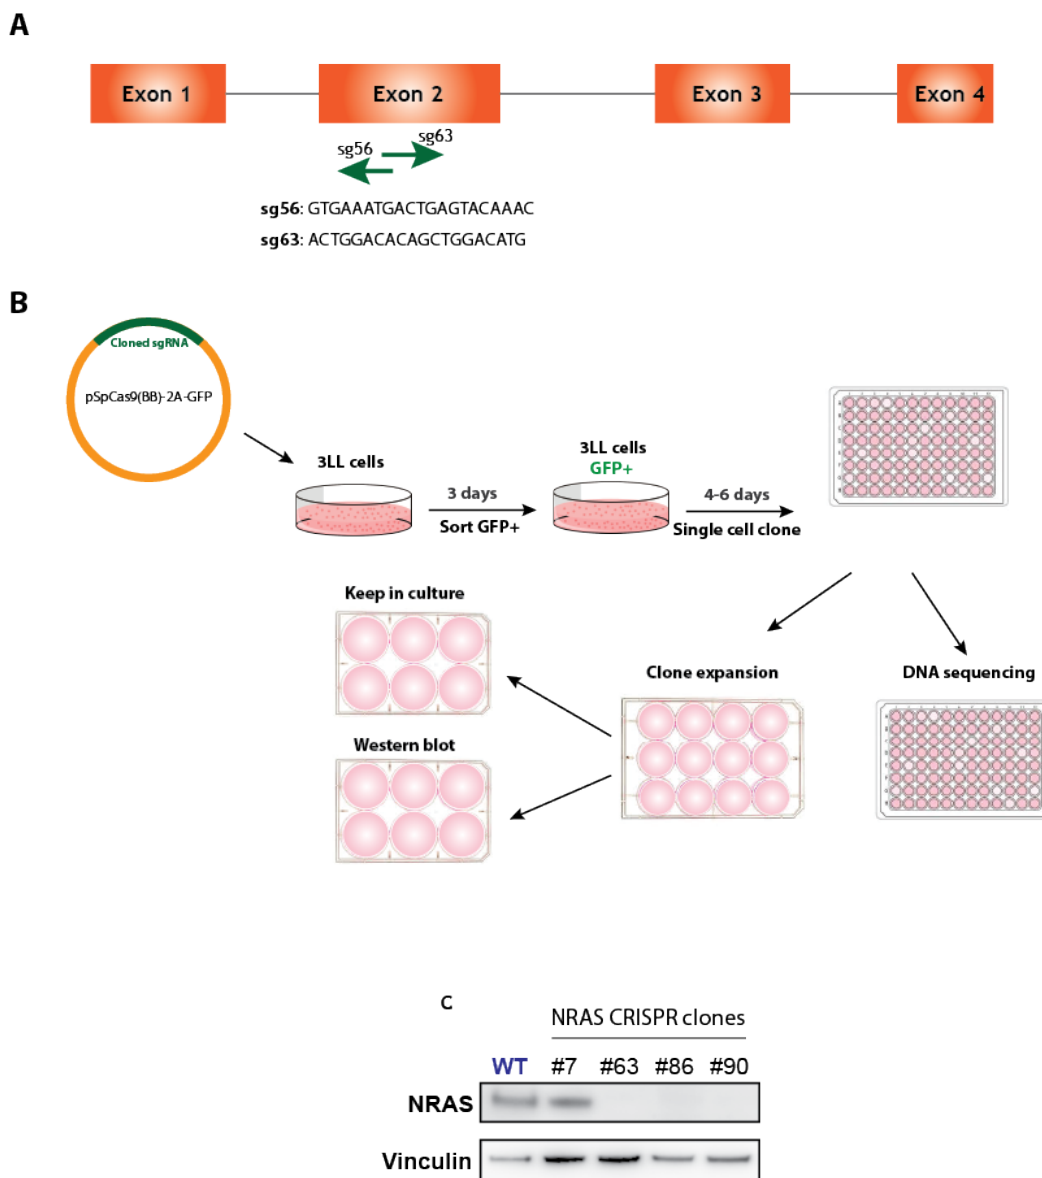 A
Exon 1
Exon 2
Exon 3
Exon 4
sg56
sg63
sg56: GTGAAATGACTGAGTACAAAC
sg63: ACTGGACACAGCTGGACATG
B
Cloned sgRNA
pSpCas9(BB)-2A-GFP
3LL cells
3 days
Sort GFP+
3LL cells
GFP+
4-6 days
Single cell clone
Keep in culture
Western blot
Clone expansion
DNA sequencing
C
NRAS CRISPR clones
WT #7 #63 #86 #90
NRAS
Vinculin